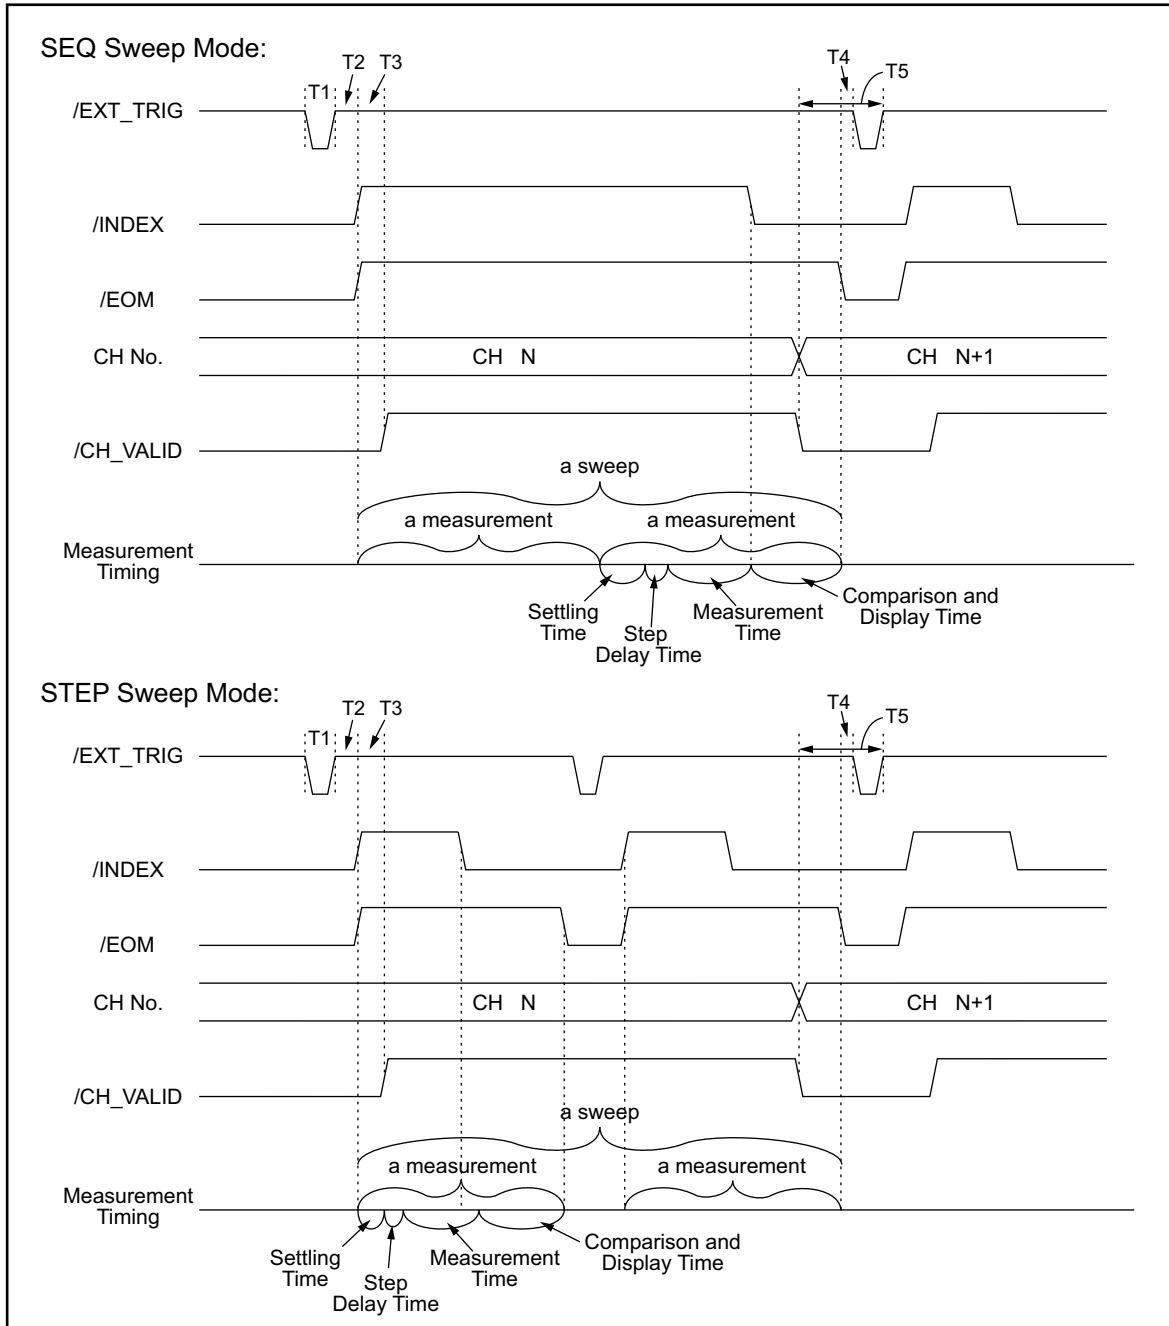 SEQ Sweep Mode:
T1
T2
T3
T4
T5
/EXT_TRIG
/INDEX
/EOM
CH No.
CH N
CH N+1
/CH_VALID
a sweep
a measurement
a measurement
Measurement
Timing
Settling
Time
Step
Delay Time
Measurement
Time
Comparison and
Display Time
STEP Sweep Mode:
T1
T2
T3
T4
T5
/EXT_TRIG
/INDEX
/EOM
CH No.
CH N
CH N+1
/CH_VALID
a sweep
a measurement
a measurement
Measurement
Timing
Settling
Time
Step
Delay Time
Measurement
Time
Comparison and
Display Time